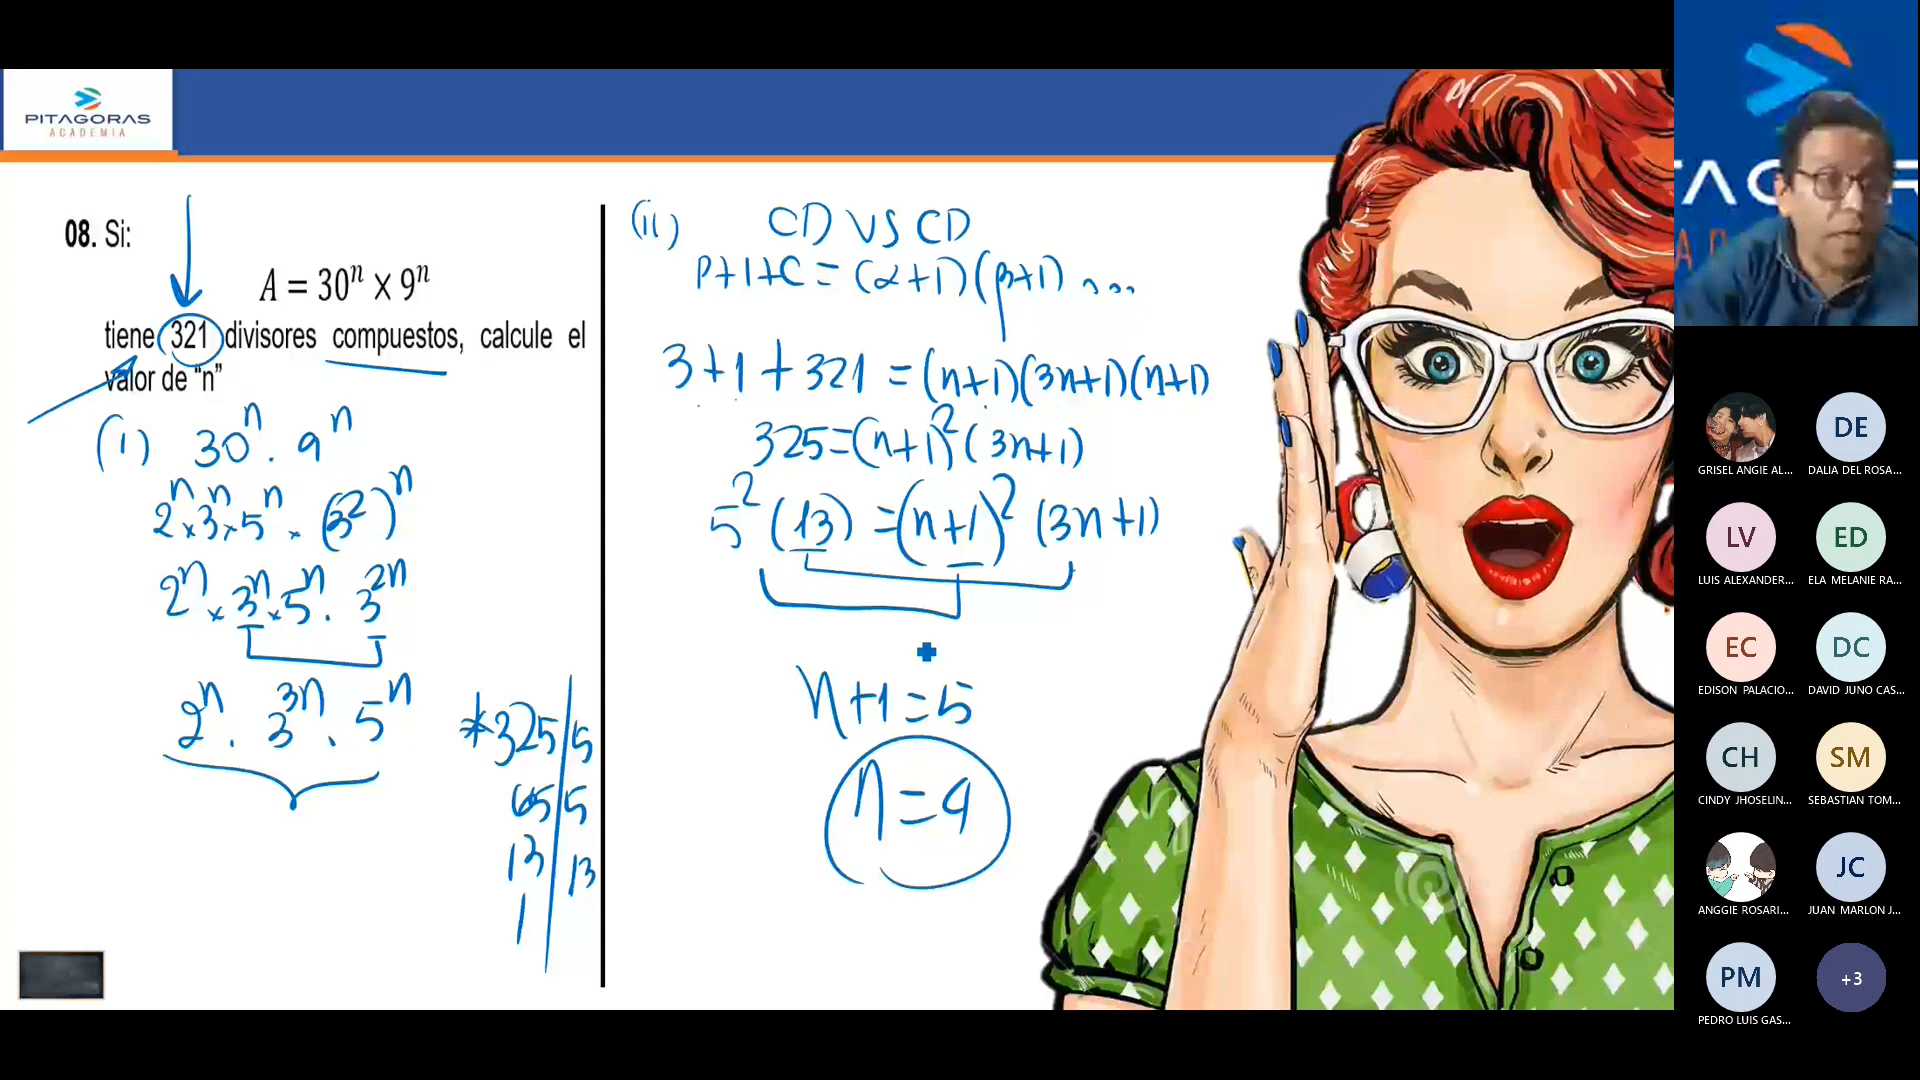 PITAGORAS
ACADEMIA
08. Si:
A = 30ⁿ × 9ⁿ
tiene 321 divisores compuestos, calcule el
valor de “n”
(i) 30ⁿ . 9ⁿ
2ⁿ × 3ⁿ × 5ⁿ × (3²)ⁿ
2ⁿ × 3ⁿ × 5ⁿ . 3²ⁿ
2ⁿ . 3³ⁿ . 5ⁿ
*325 | 5
65 | 5
13 | 13
1
(ii) CD VS CD
P+1+C = (α+1)(β+1) ...
3+1+321 = (n+1)(3n+1)(n+1)
325=(n+1)²(3n+1)
5² (13) =(n+1)² (3n+1)
n+1=5
n=4
GRISEL ANGIE AL...
DE
DALIA DEL ROSA...
LV
LUIS ALEXANDER...
ED
ELA MELANIE RA...
EC
EDISON PALACIO...
DC
DAVID JUNO CAS...
CH
CINDY JHOSELIN...
SM
SEBASTIAN TOM...
ANGGIE ROSARI...
JC
JUAN MARLON J...
PM
PEDRO LUIS GAS...
+3